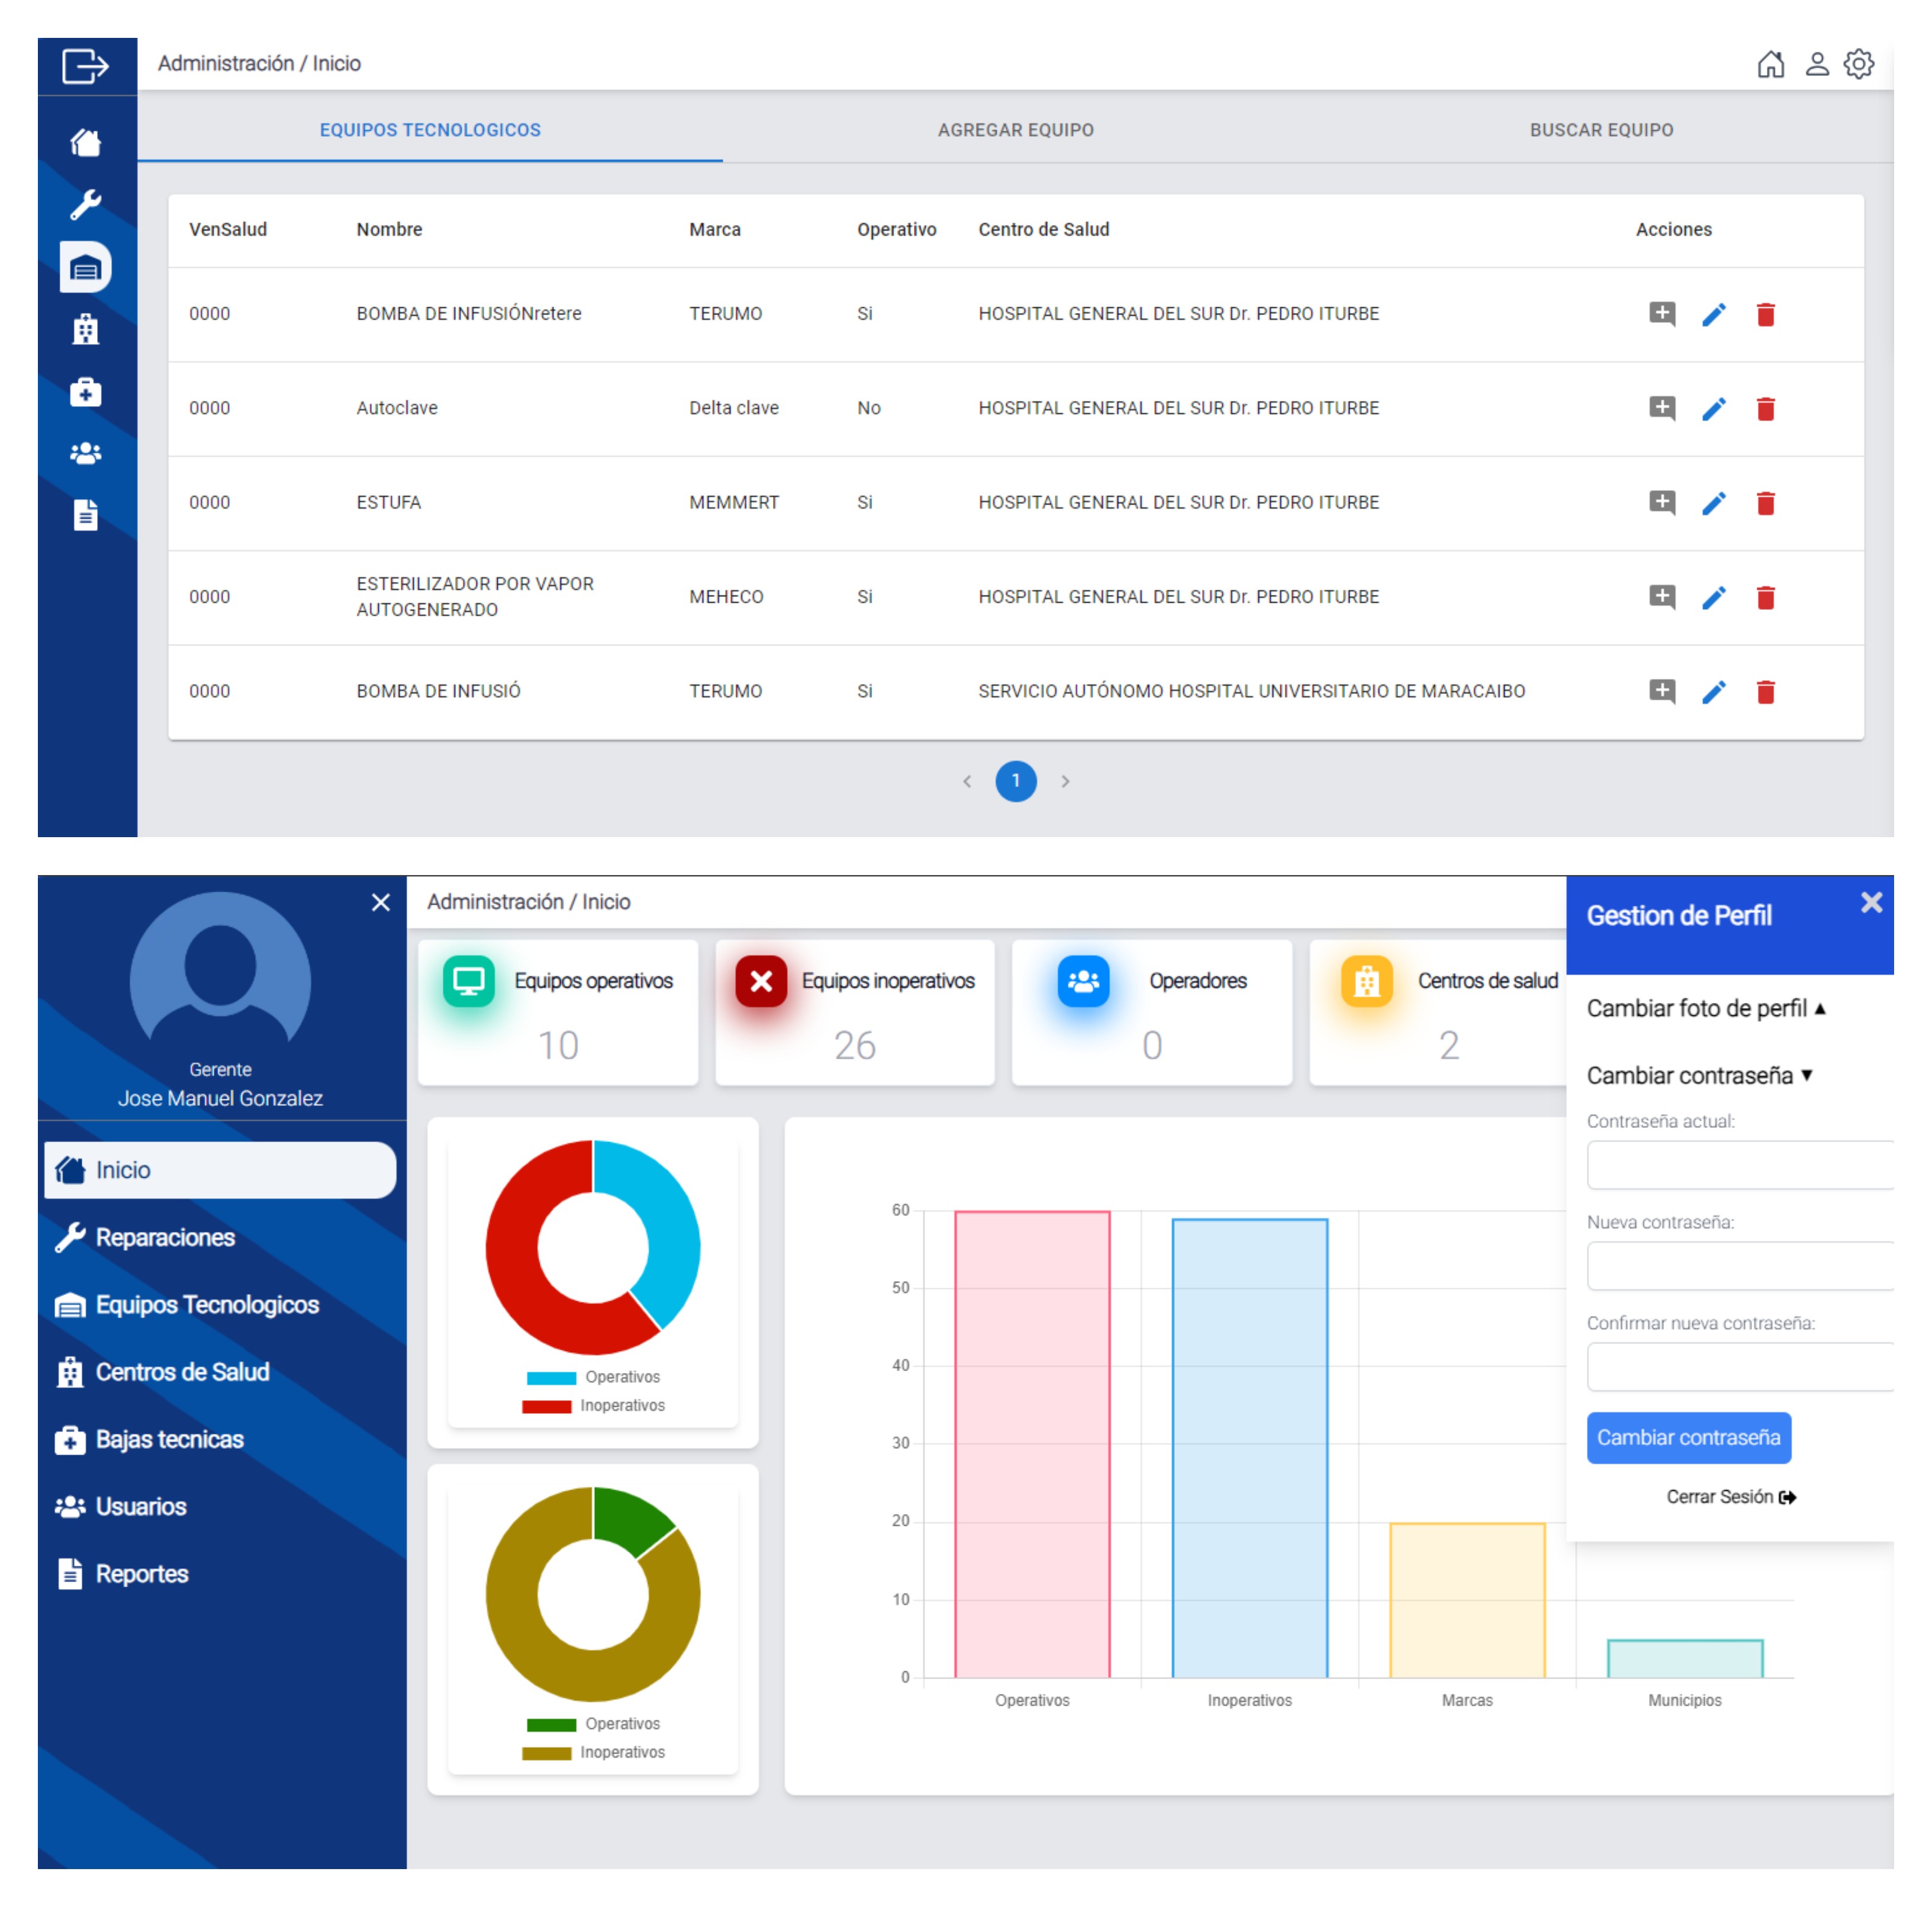 Administración / Inicio
EQUIPOS TECNOLOGICOS AGREGAR EQUIPO BUSCAR EQUIPO
VenSalud Nombre Marca Operativo Centro de Salud Acciones
0000 BOMBA DE INFUSIÓNretere TERUMO Si HOSPITAL GENERAL DEL SUR Dr. PEDRO ITURBE
0000 Autoclave Delta clave No HOSPITAL GENERAL DEL SUR Dr. PEDRO ITURBE
0000 ESTUFA MEMMERT Si HOSPITAL GENERAL DEL SUR Dr. PEDRO ITURBE
0000 ESTERILIZADOR POR VAPOR
AUTOGENERADO MEHECO Si HOSPITAL GENERAL DEL SUR Dr. PEDRO ITURBE
0000 BOMBA DE INFUSIÓ TERUMO Si SERVICIO AUTÓNOMO HOSPITAL UNIVERSITARIO DE MARACAIBO
1
Gerente
Jose Manuel Gonzalez
Inicio
Reparaciones
Equipos Tecnologicos
Centros de Salud
Bajas tecnicas
Usuarios
Reportes
Administración / Inicio
Equipos operativos
10
Equipos inoperativos
26
Operadores
0
Centros de salud
2
Operativos
Inoperativos
Operativos
Inoperativos
60
50
40
30
20
10
0
Operativos Inoperativos Marcas Municipios
Gestion de Perfil
Cambiar foto de perfil ▲
Cambiar contraseña ▼
Contraseña actual:
Nueva contraseña:
Confirmar nueva contraseña:
Cambiar contraseña
Cerrar Sesión